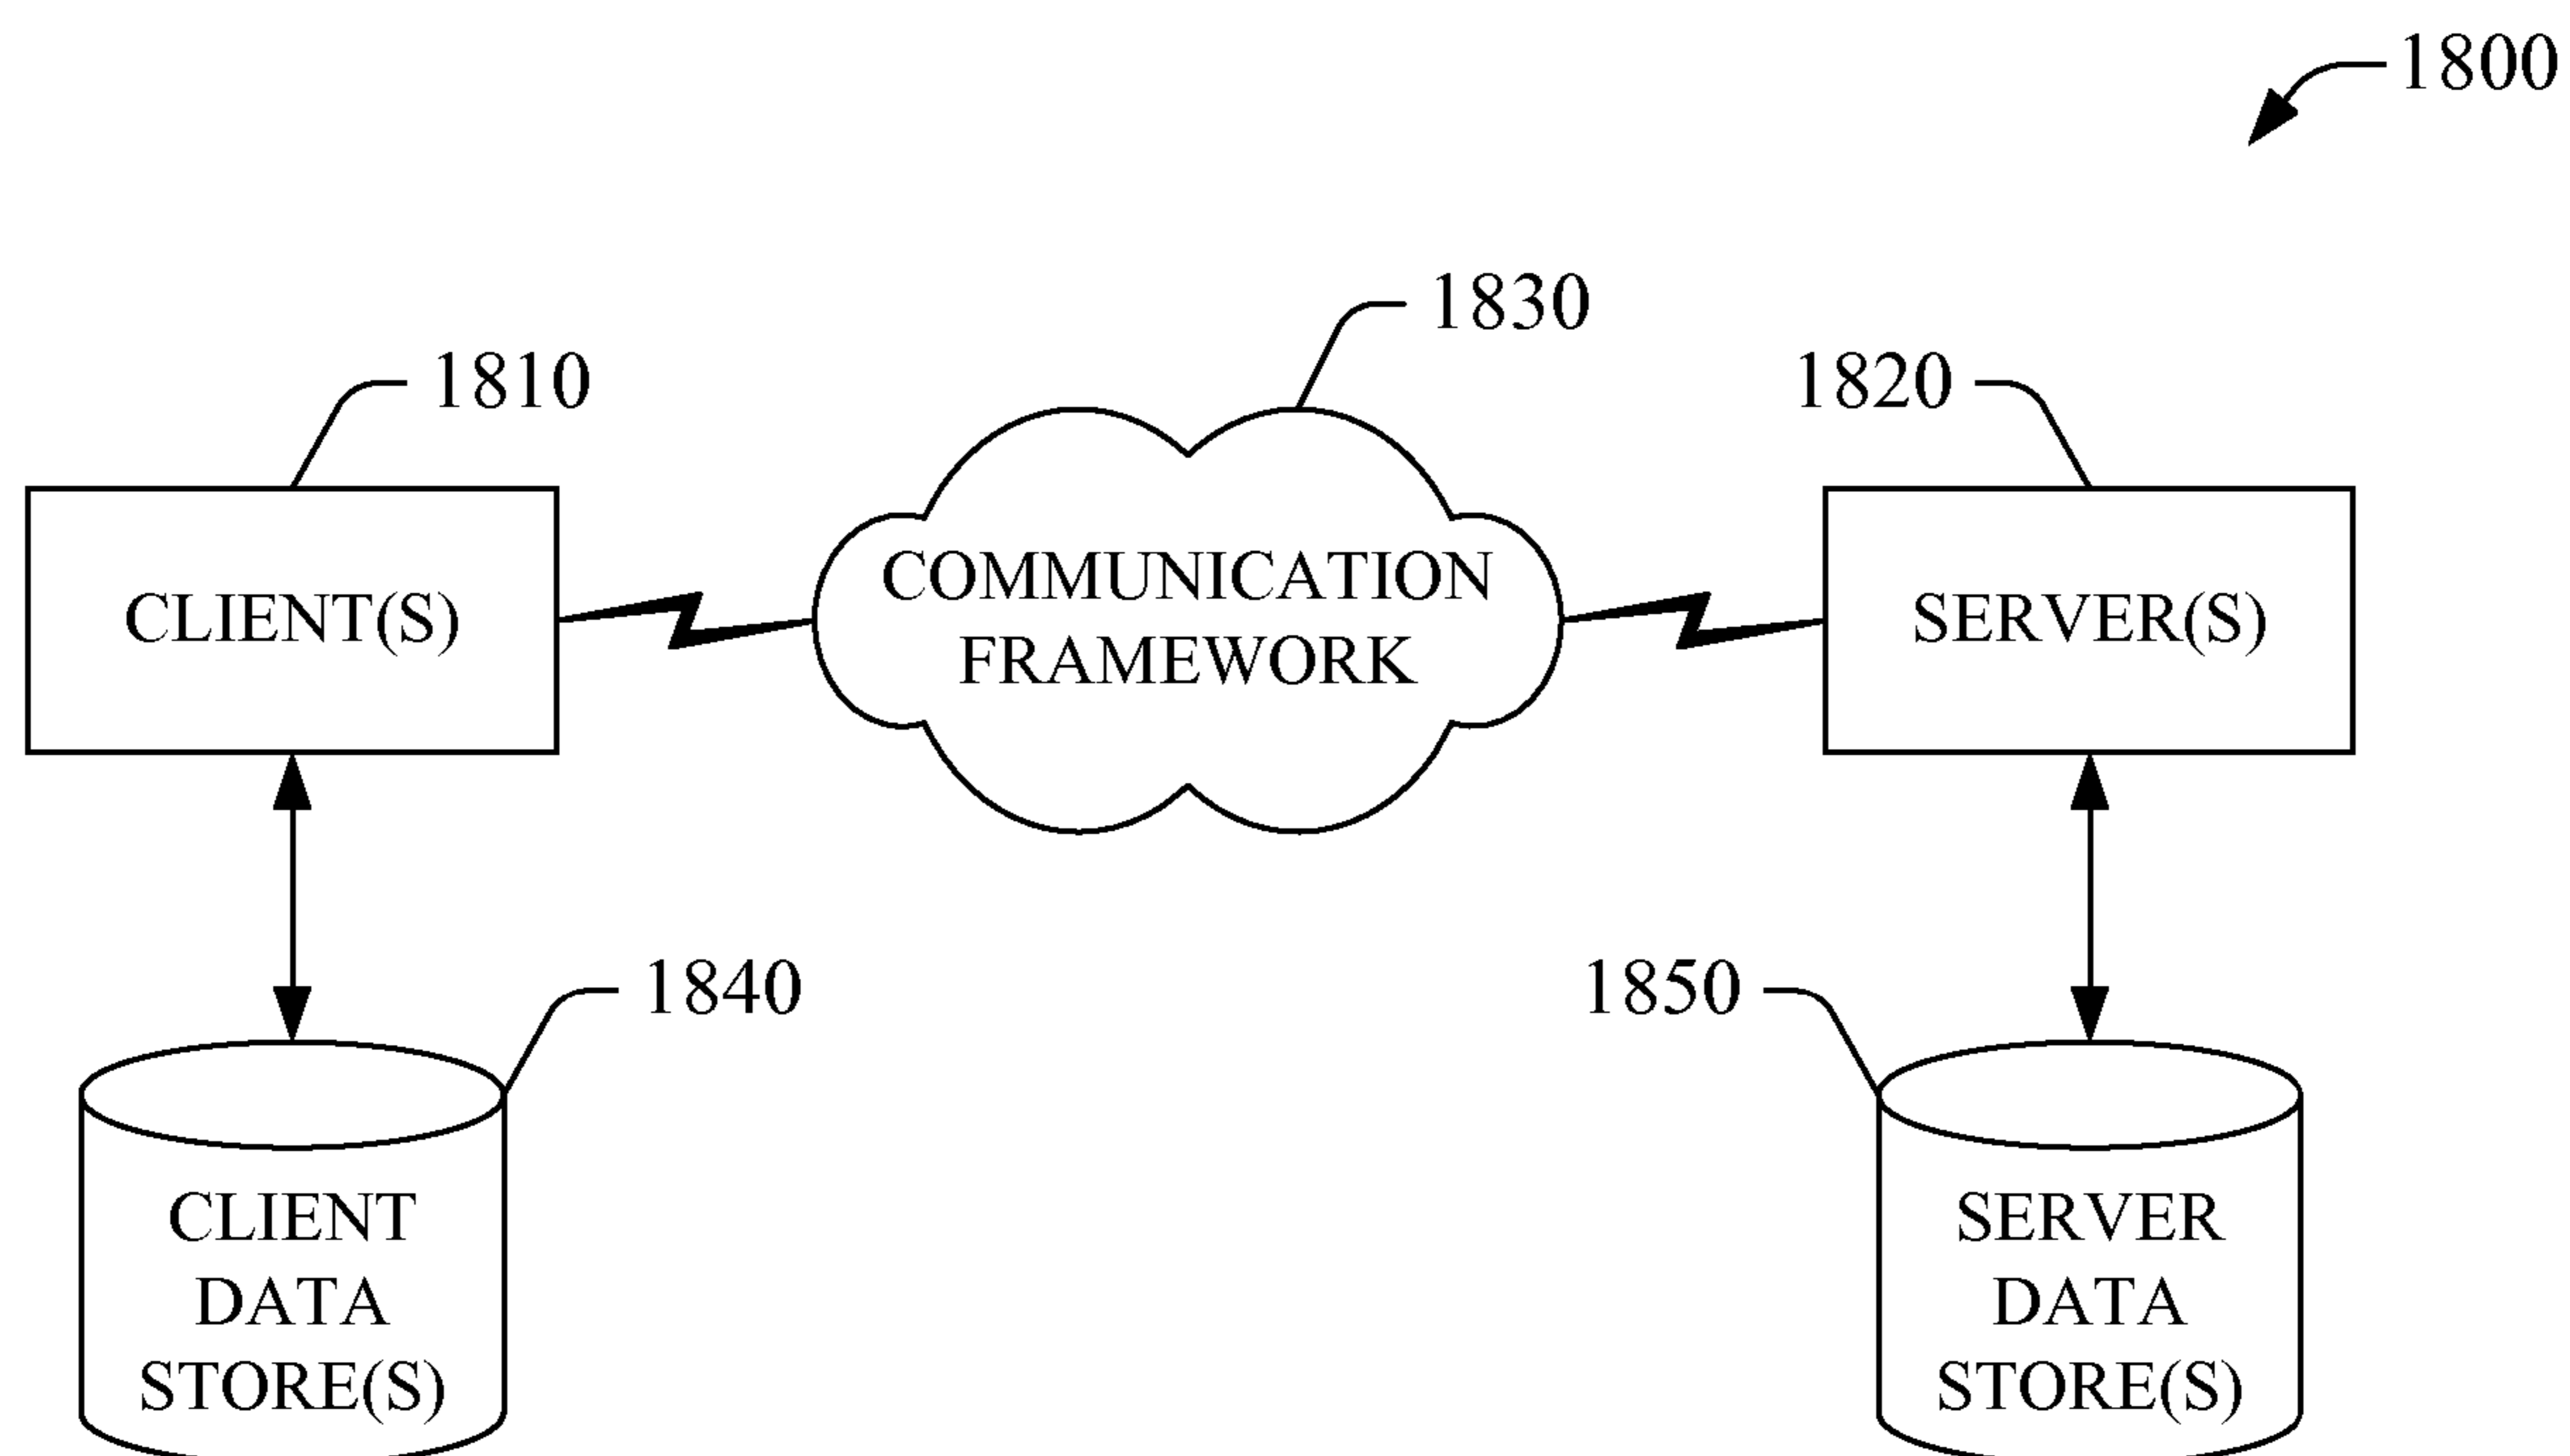 1800
1830
1810
1820
COMMUNICATION
FRAMEWORK
CLIENT(S)
SERVER(S)
1840
1850
CLIENT
DATA
STORE(S)
SERVER
DATA
STORE(S)